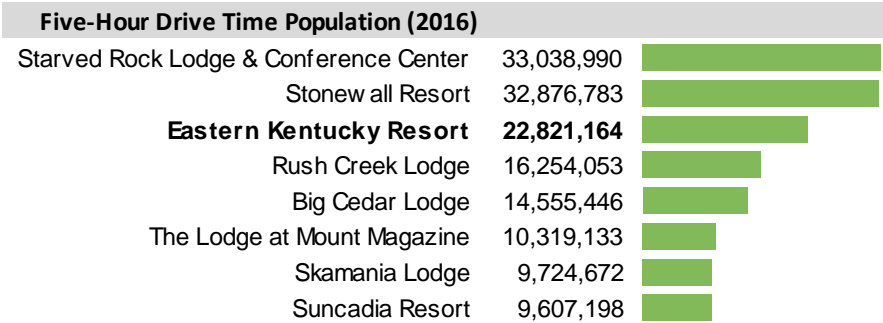 Five-Hour Drive Time Population (2016)
Starved Rock Lodge & Conference Center 33,038,990
Stonewall Resort 32,876,783
Eastern Kentucky Resort 22,821,164
Rush Creek Lodge 16,254,053
Big Cedar Lodge 14,555,446
The Lodge at Mount Magazine 10,319,133
Skamania Lodge 9,724,672
Suncadia Resort 9,607,198